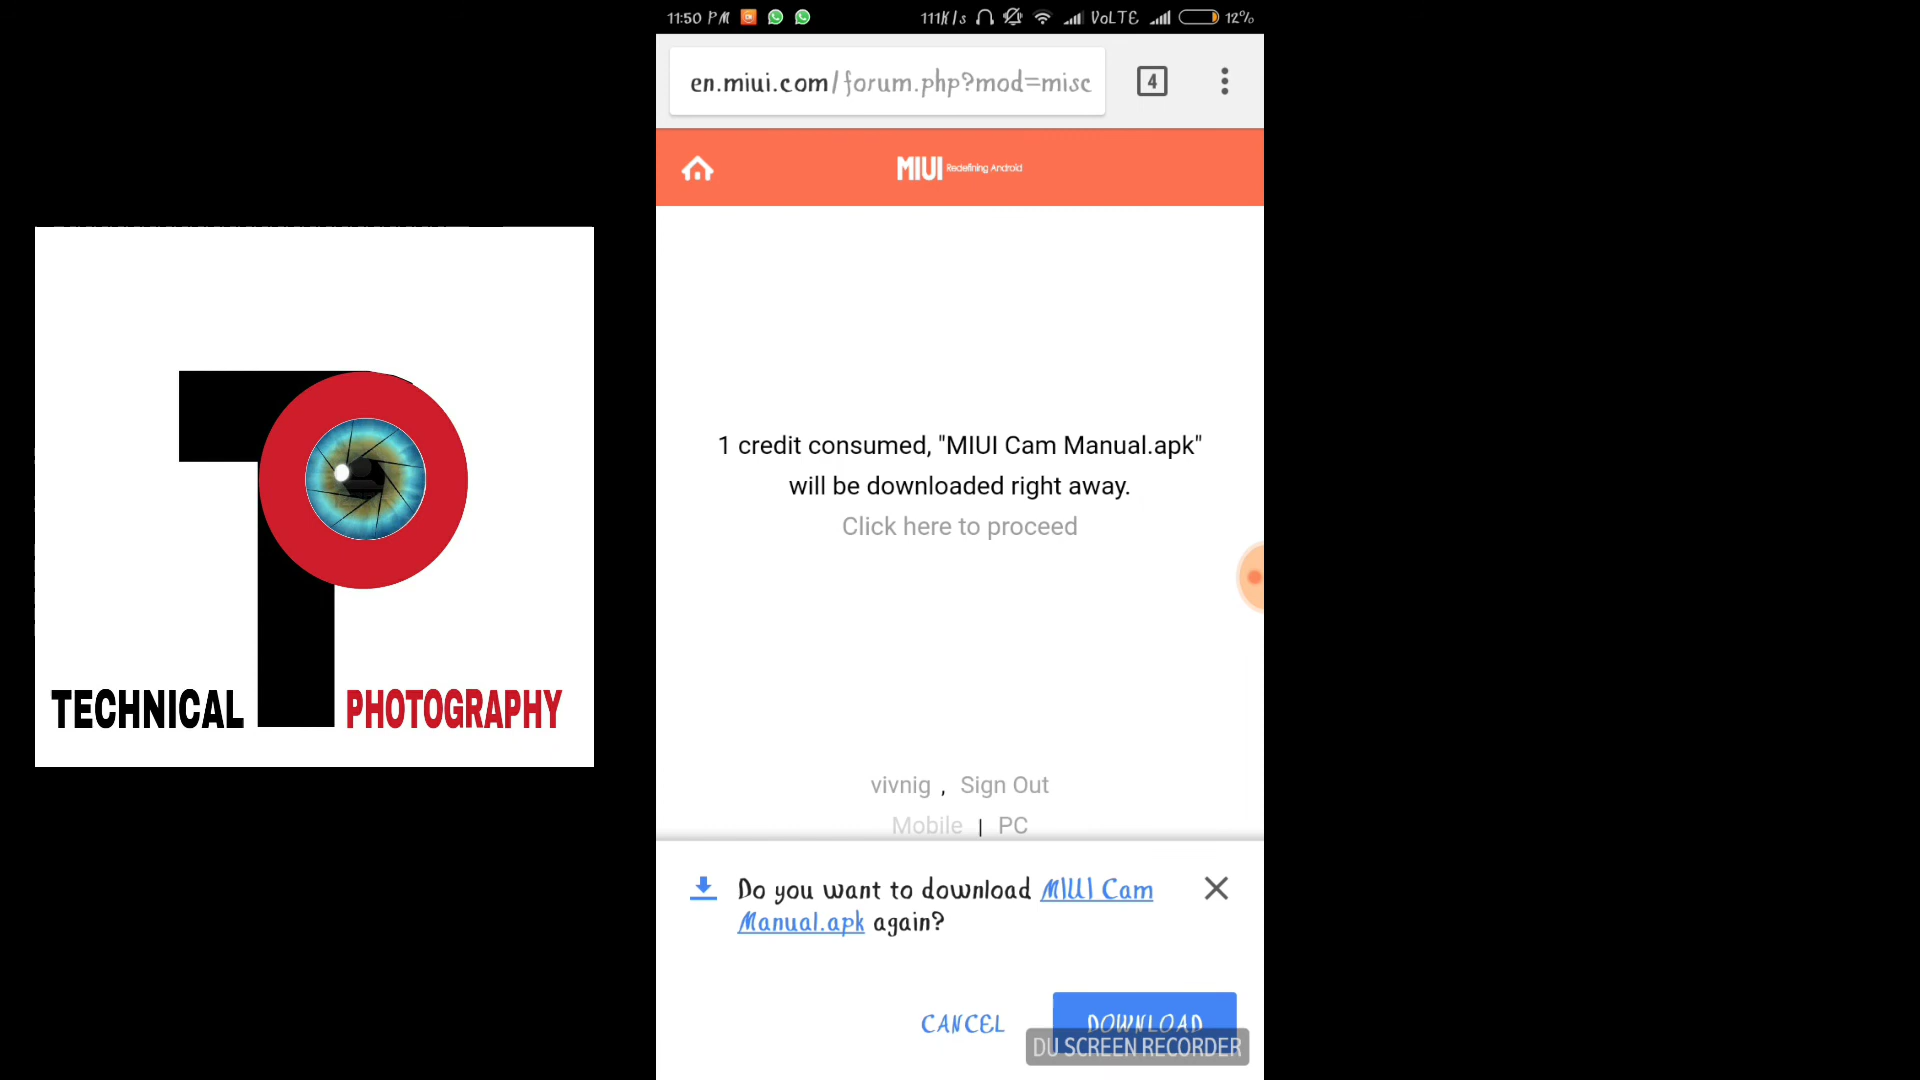 11:50 PM
111K/s
VoLTE
12%
en.miui.com/forum.php?mod=misc
4
MIUI Redefining Android
1 credit consumed, "MIUI Cam Manual.apk"
will be downloaded right away.
Click here to proceed
TECHNICAL PHOTOGRAPHY
vivnig , Sign Out
Mobile | PC
Do you want to download MIUI Cam
Manual.apk again?
CANCEL
DOWNLOAD
DU SCREEN RECORDER